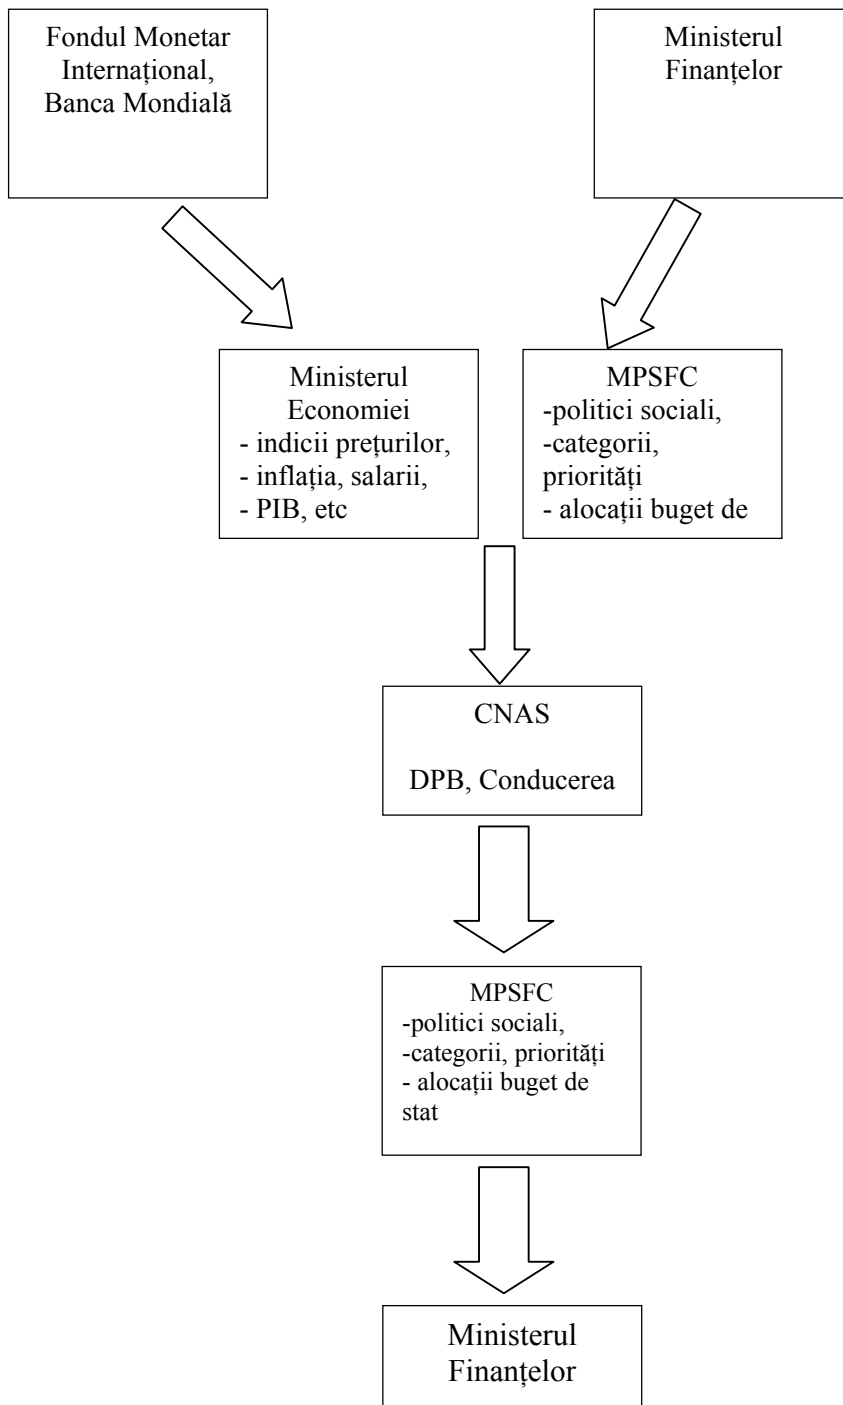 Fondul Monetar
Internațional,
Banca Mondială
Ministerul
Finanțelor
Ministerul
Economiei
- indicii prețurilor,
- inflația, salarii,
- PIB, etc
MPSFC
-politici sociali,
-categorii,
priorități
- alocații buget de
CNAS
DPB, Conducerea
MPSFC
-politici sociali,
-categorii, priorități
- alocații buget de
stat
Ministerul
Finanțelor